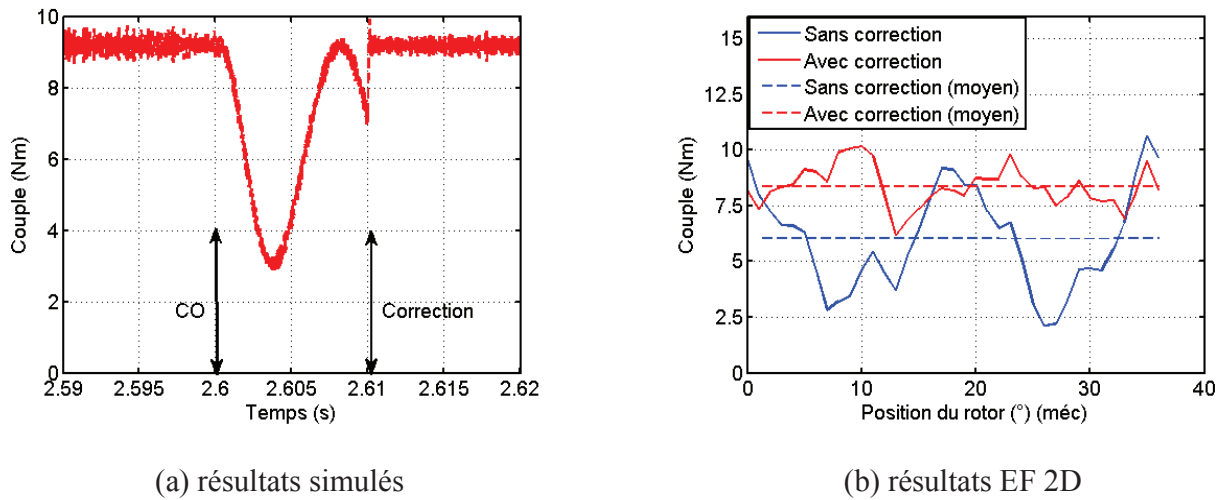 10
8
6
4
2
0
Couple (Nm)
CO
Correction
2.59 2.595 2.6 2.605 2.61 2.615 2.62
Temps (s)
(a) résultats simulés
15
12.5
10
7.5
5
2.5
0
Couple (Nm)
Sans correction
Avec correction
Sans correction (moyen)
Avec correction (moyen)
0 10 20 30 40
Position du rotor (°) (méc)
(b) résultats EF 2D